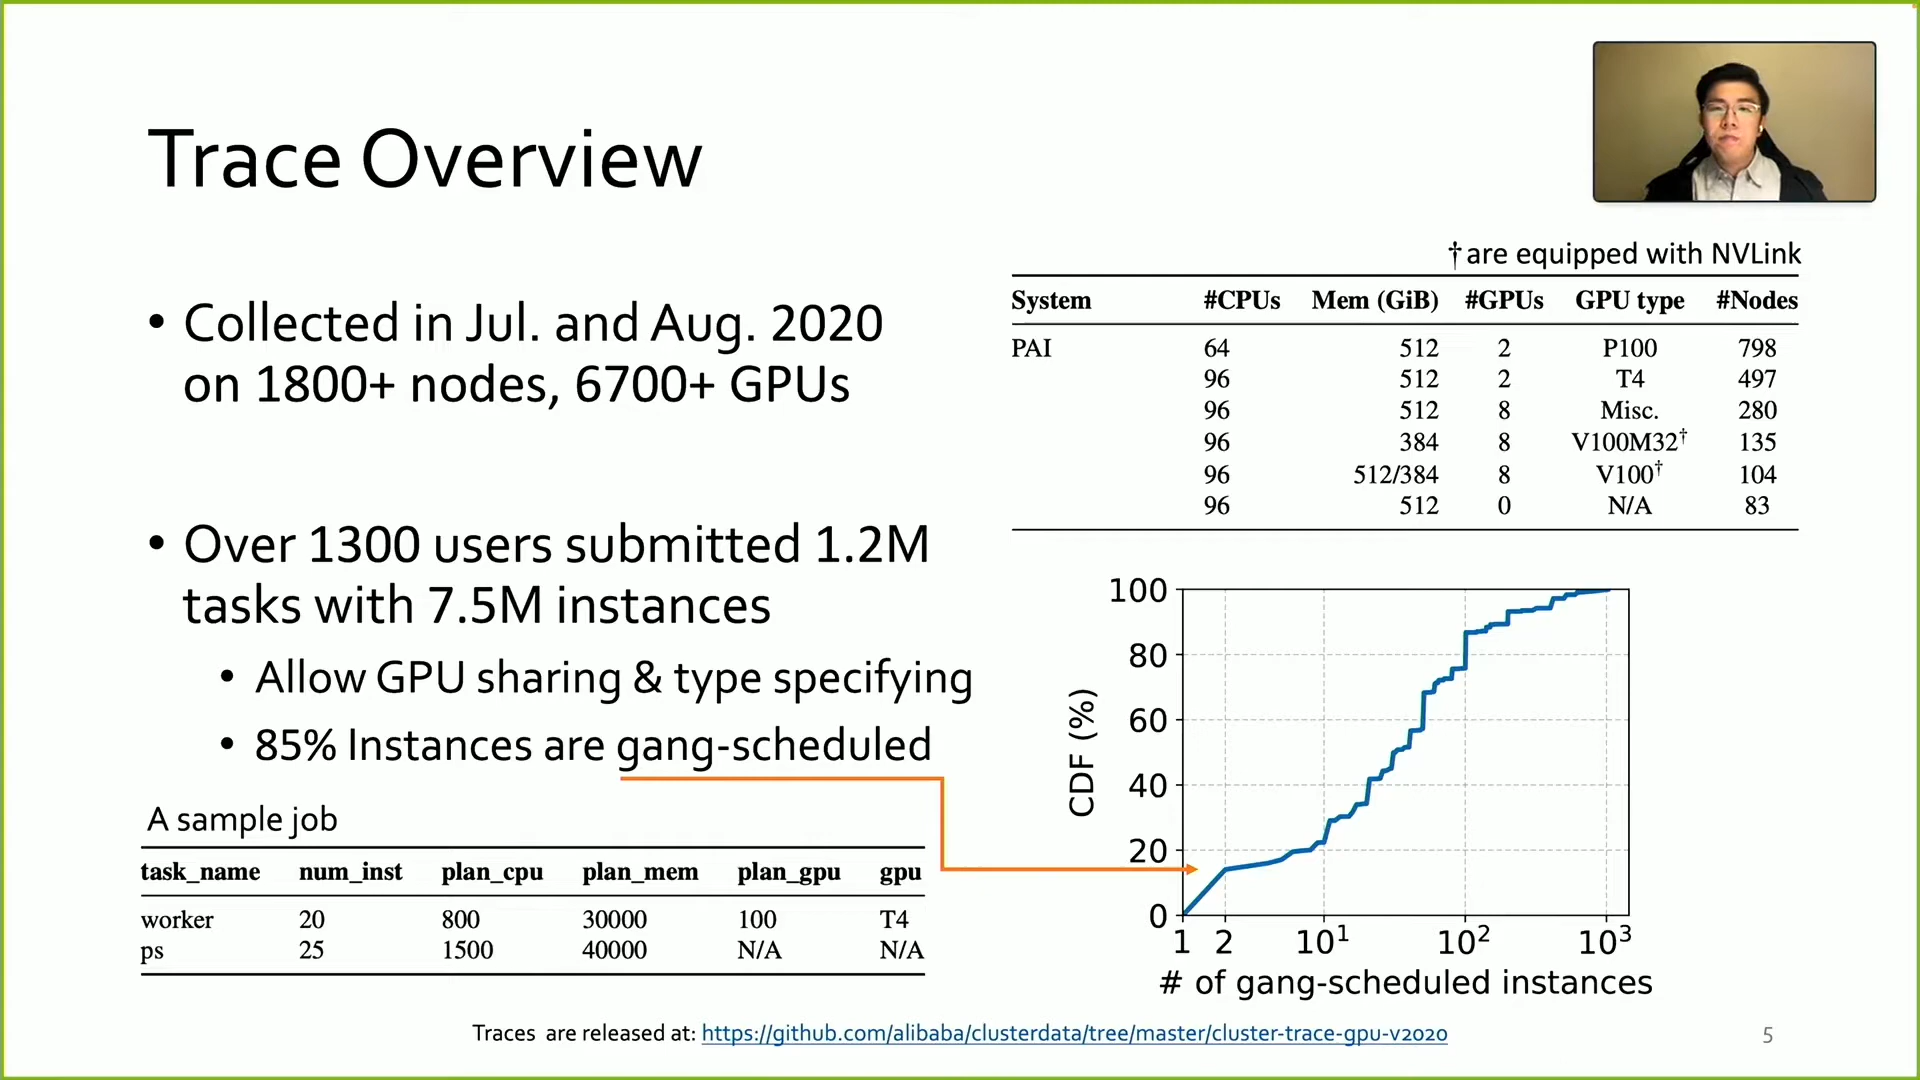 Trace Overview
• Collected in Jul. and Aug. 2020
on 1800+ nodes, 6700+ GPUs
• Over 1300 users submitted 1.2M
tasks with 7.5M instances
• Allow GPU sharing & type specifying
• 85% Instances are gang-scheduled
A sample job
task_name num_inst plan_cpu plan_mem plan_gpu gpu
worker 20 800 30000 100 T4
ps 25 1500 40000 N/A N/A
† are equipped with NVLink
System #CPUs Mem (GiB) #GPUs GPU type #Nodes
PAI 64 512 2 P100 798
96 512 2 T4 497
96 512 8 Misc. 280
96 384 8 V100M32† 135
96 512/384 8 V100† 104
96 512 0 N/A 83
CDF (%)
100
80
60
40
20
0
1 2 10¹ 10² 10³
# of gang-scheduled instances
Traces are released at: https://github.com/alibaba/clusterdata/tree/master/cluster-trace-gpu-v2020
5